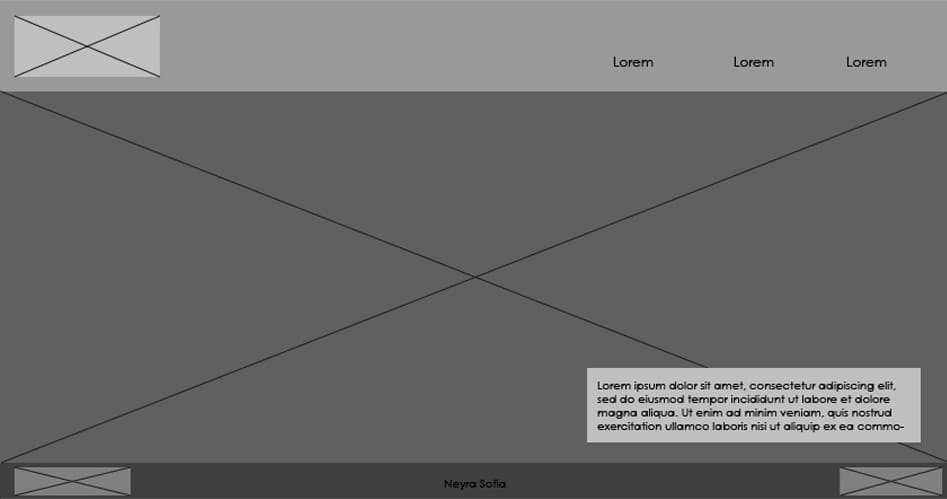 Lorem Lorem Lorem
Lorem ipsum dolor sit amet, consectetur adipiscing elit,
sed do eiusmod tempor incididunt ut labore et dolore
magna aliqua. Ut enim ad minim veniam, quis nostrud
exercitation ullamco laboris nisi ut aliquip ex ea commo-
Neyra Sofia